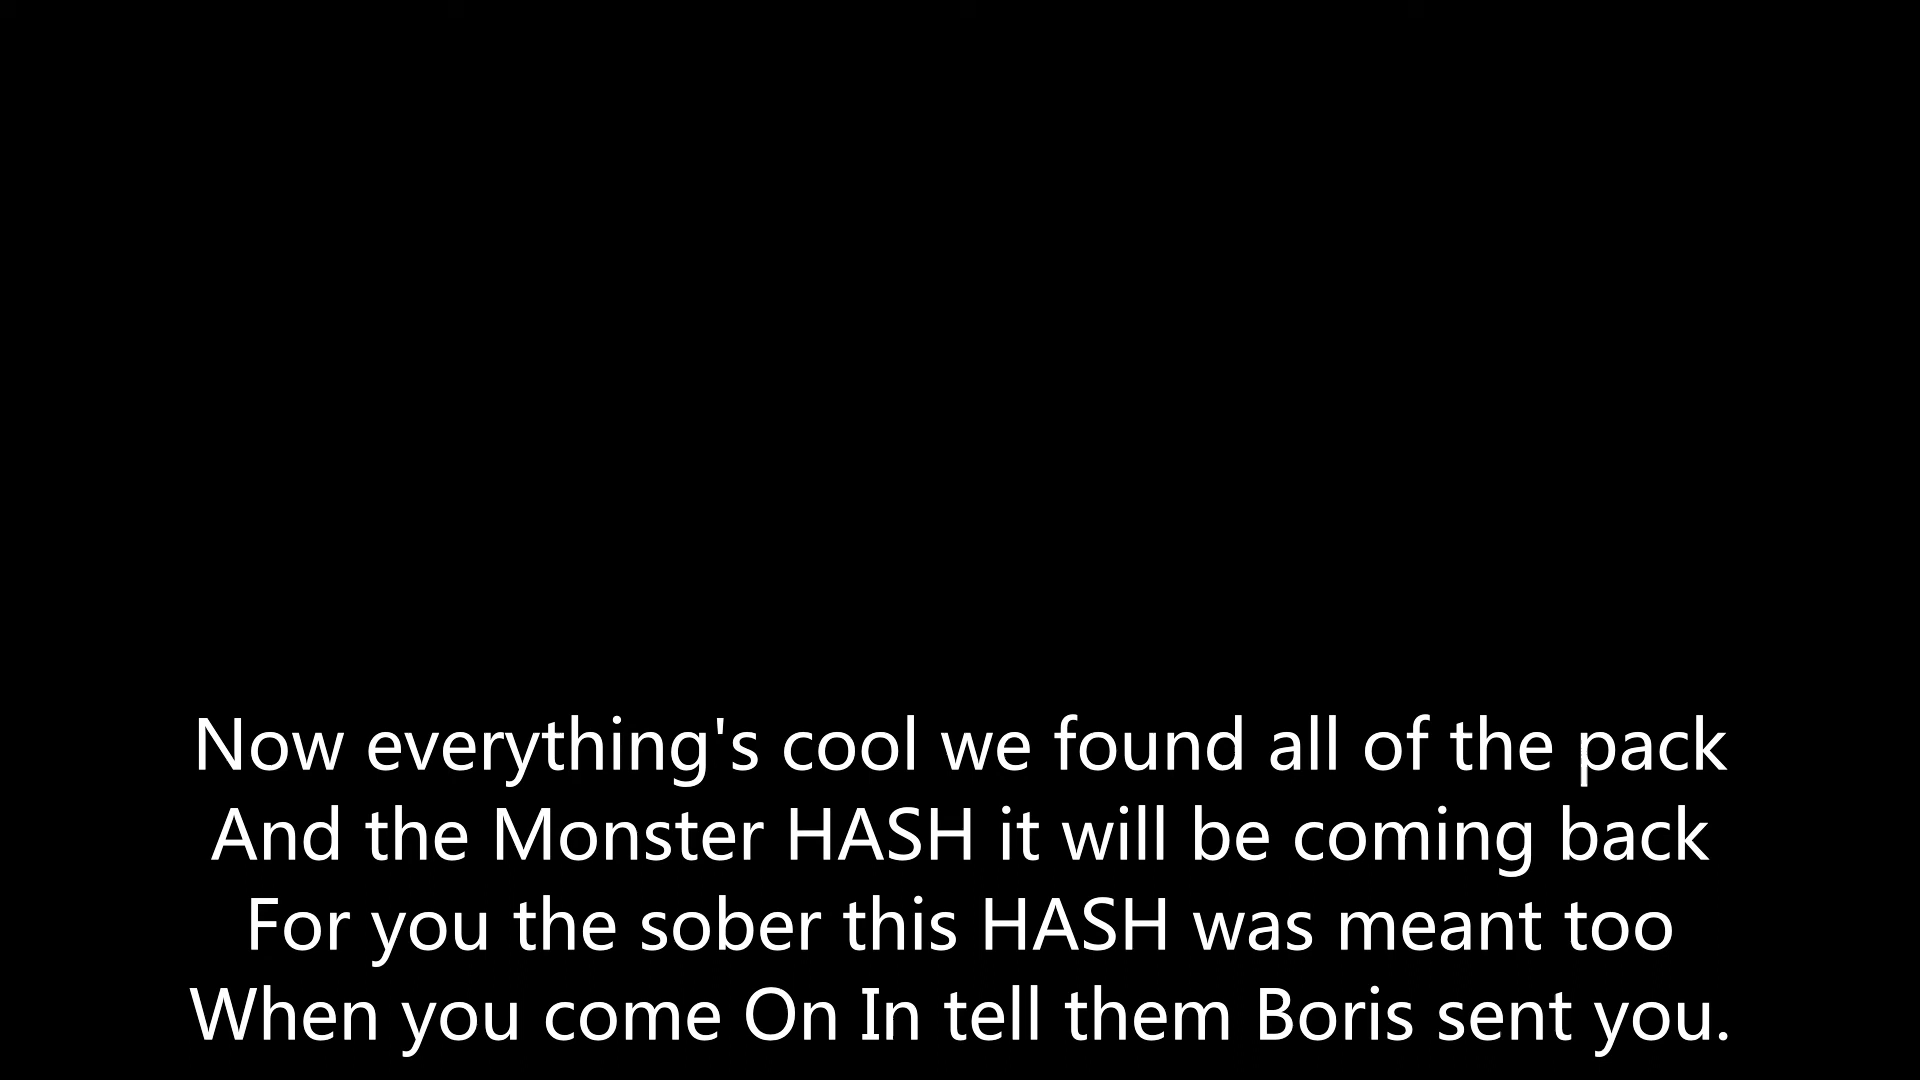 Now everything's cool we found all of the pack
And the Monster HASH it will be coming back
For you the sober this HASH was meant too
When you come On In tell them Boris sent you.